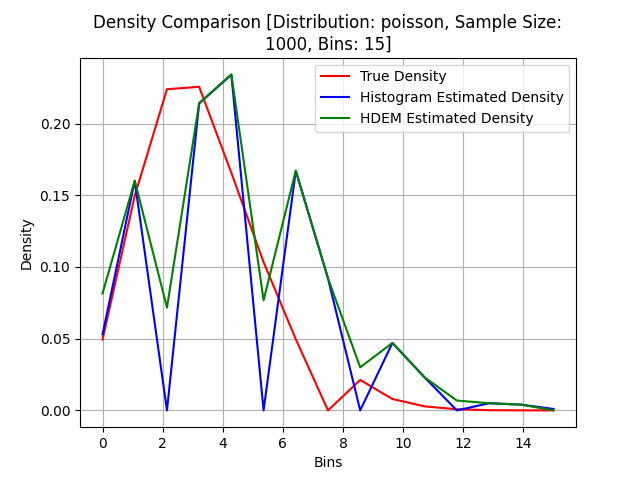 Density Comparison [Distribution: poisson, Sample Size:
1000, Bins: 15]
True Density
Histogram Estimated Density
HDEM Estimated Density
Density
0.20
0.15
0.10
0.05
0.00
0 2 4 6 8 10 12 14
Bins